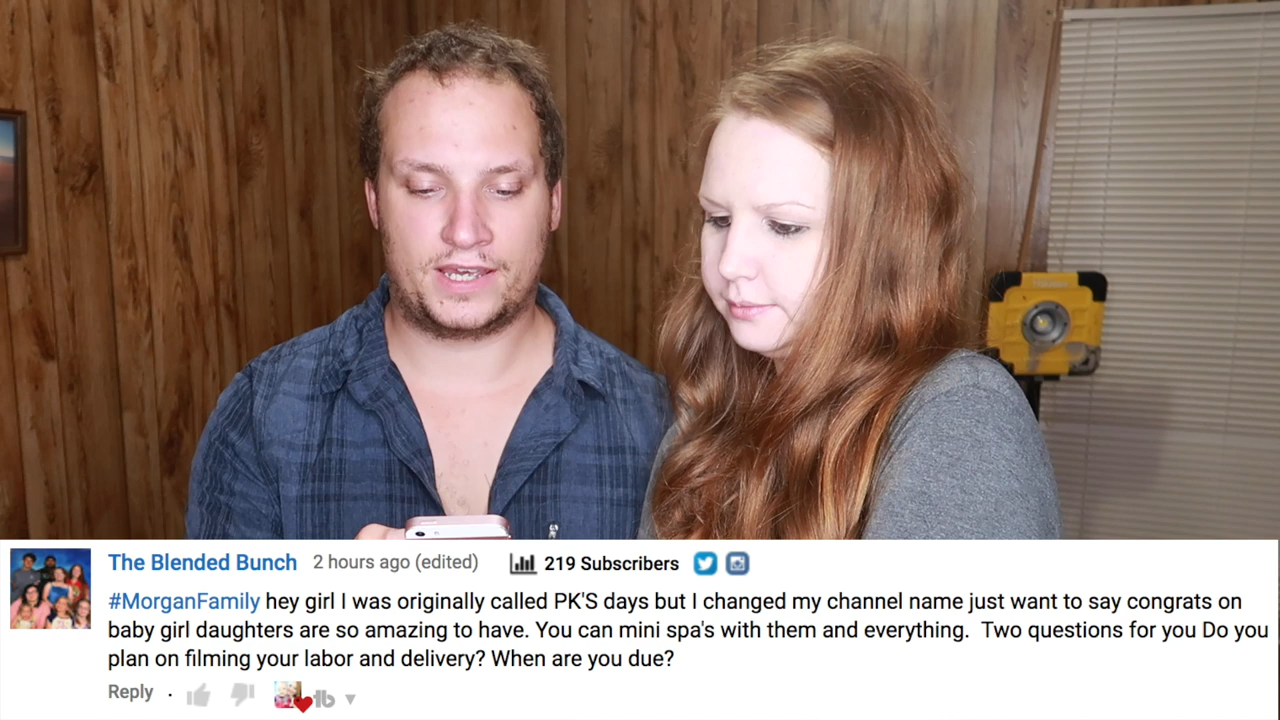 The Blended Bunch 2 hours ago (edited) 219 Subscribers
#MorganFamily hey girl I was originally called PK'S days but I changed my channel name just want to say congrats on
baby girl daughters are so amazing to have. You can mini spa's with them and everything.  Two questions for you Do you
plan on filming your labor and delivery? When are you due?
Reply